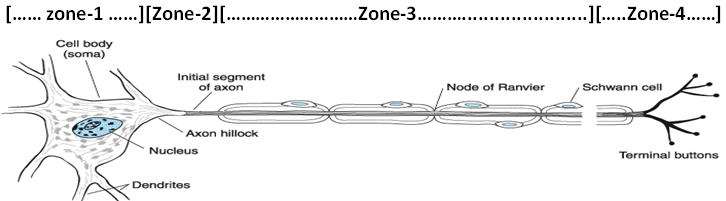 […… zone-1 ……][Zone-2][………………………Zone-3………..............................][…..Zone-4……]
Cell body
(soma)
Initial segment
of axon
Node of Ranvier
Schwann cell
Axon hillock
Nucleus
Dendrites
Terminal buttons